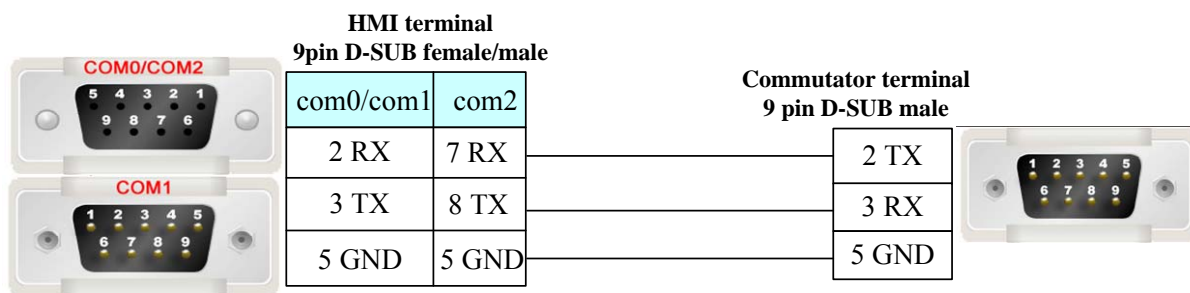 HMI terminal
9pin D-SUB female/male
COM0/COM2
5 4 3 2 1
9 8 7 6
COM1
1 2 3 4 5
6 7 8 9
com0/com1 com2
2 RX 7 RX
3 TX 8 TX
5 GND 5 GND
Commutator terminal
9 pin D-SUB male
2 TX
3 RX
5 GND
1 2 3 4 5
6 7 8 9